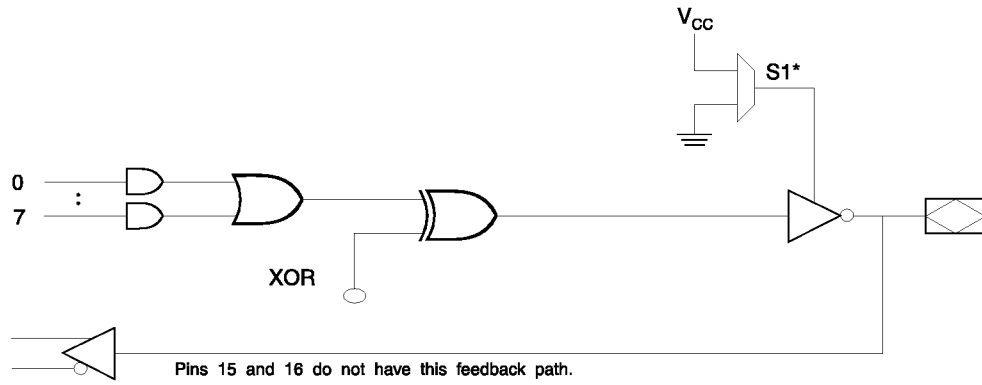 V_CC
S1*
0
:
7
XOR
Pins 15 and 16 do not have this feedback path.